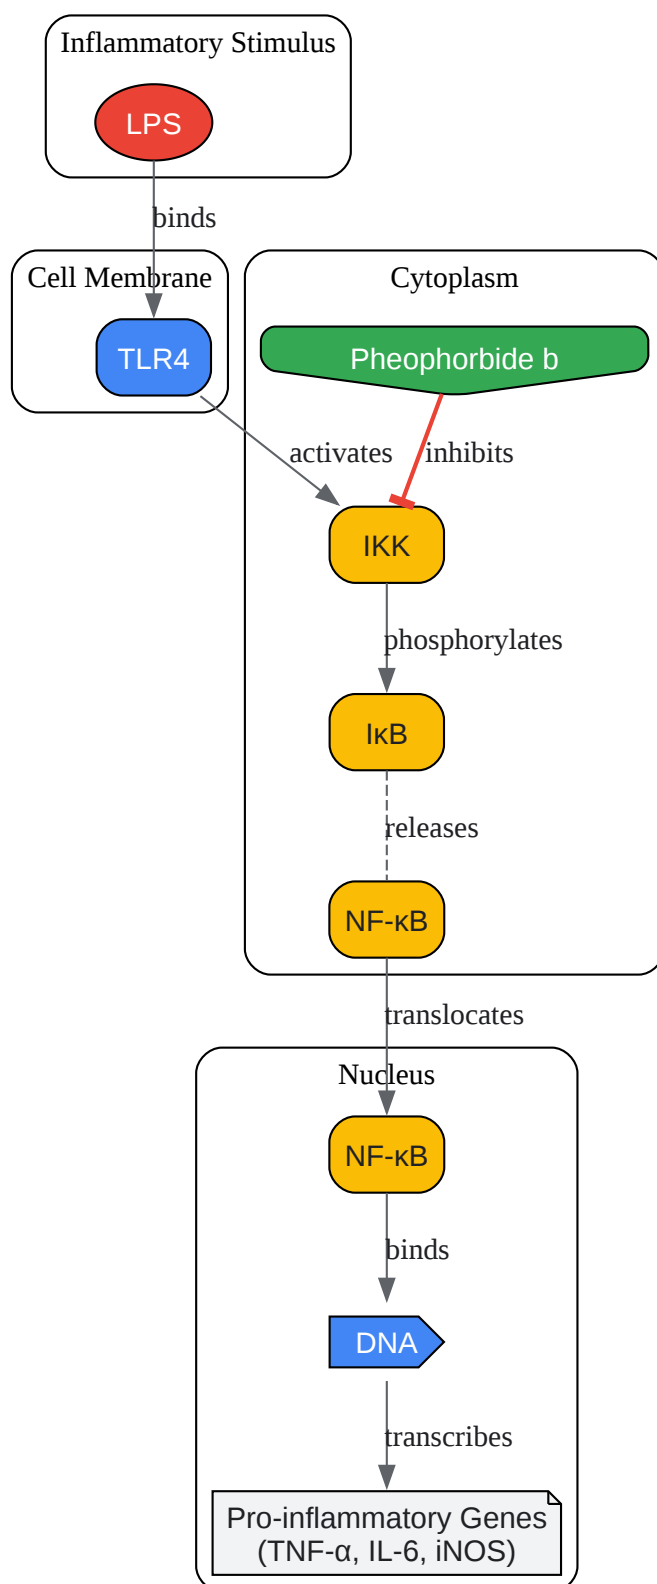 Inflammatory Stimulus
LPS
binds
Cell Membrane
Cytoplasm
TLR4
Pheophorbide b
activates
inhibits
IKK
phosphorylates
IκB
releases
NF-κB
translocates
Nucleus
NF-κB
binds
DNA
transcribes
Pro-inflammatory Genes
(TNF-α, IL-6, iNOS)